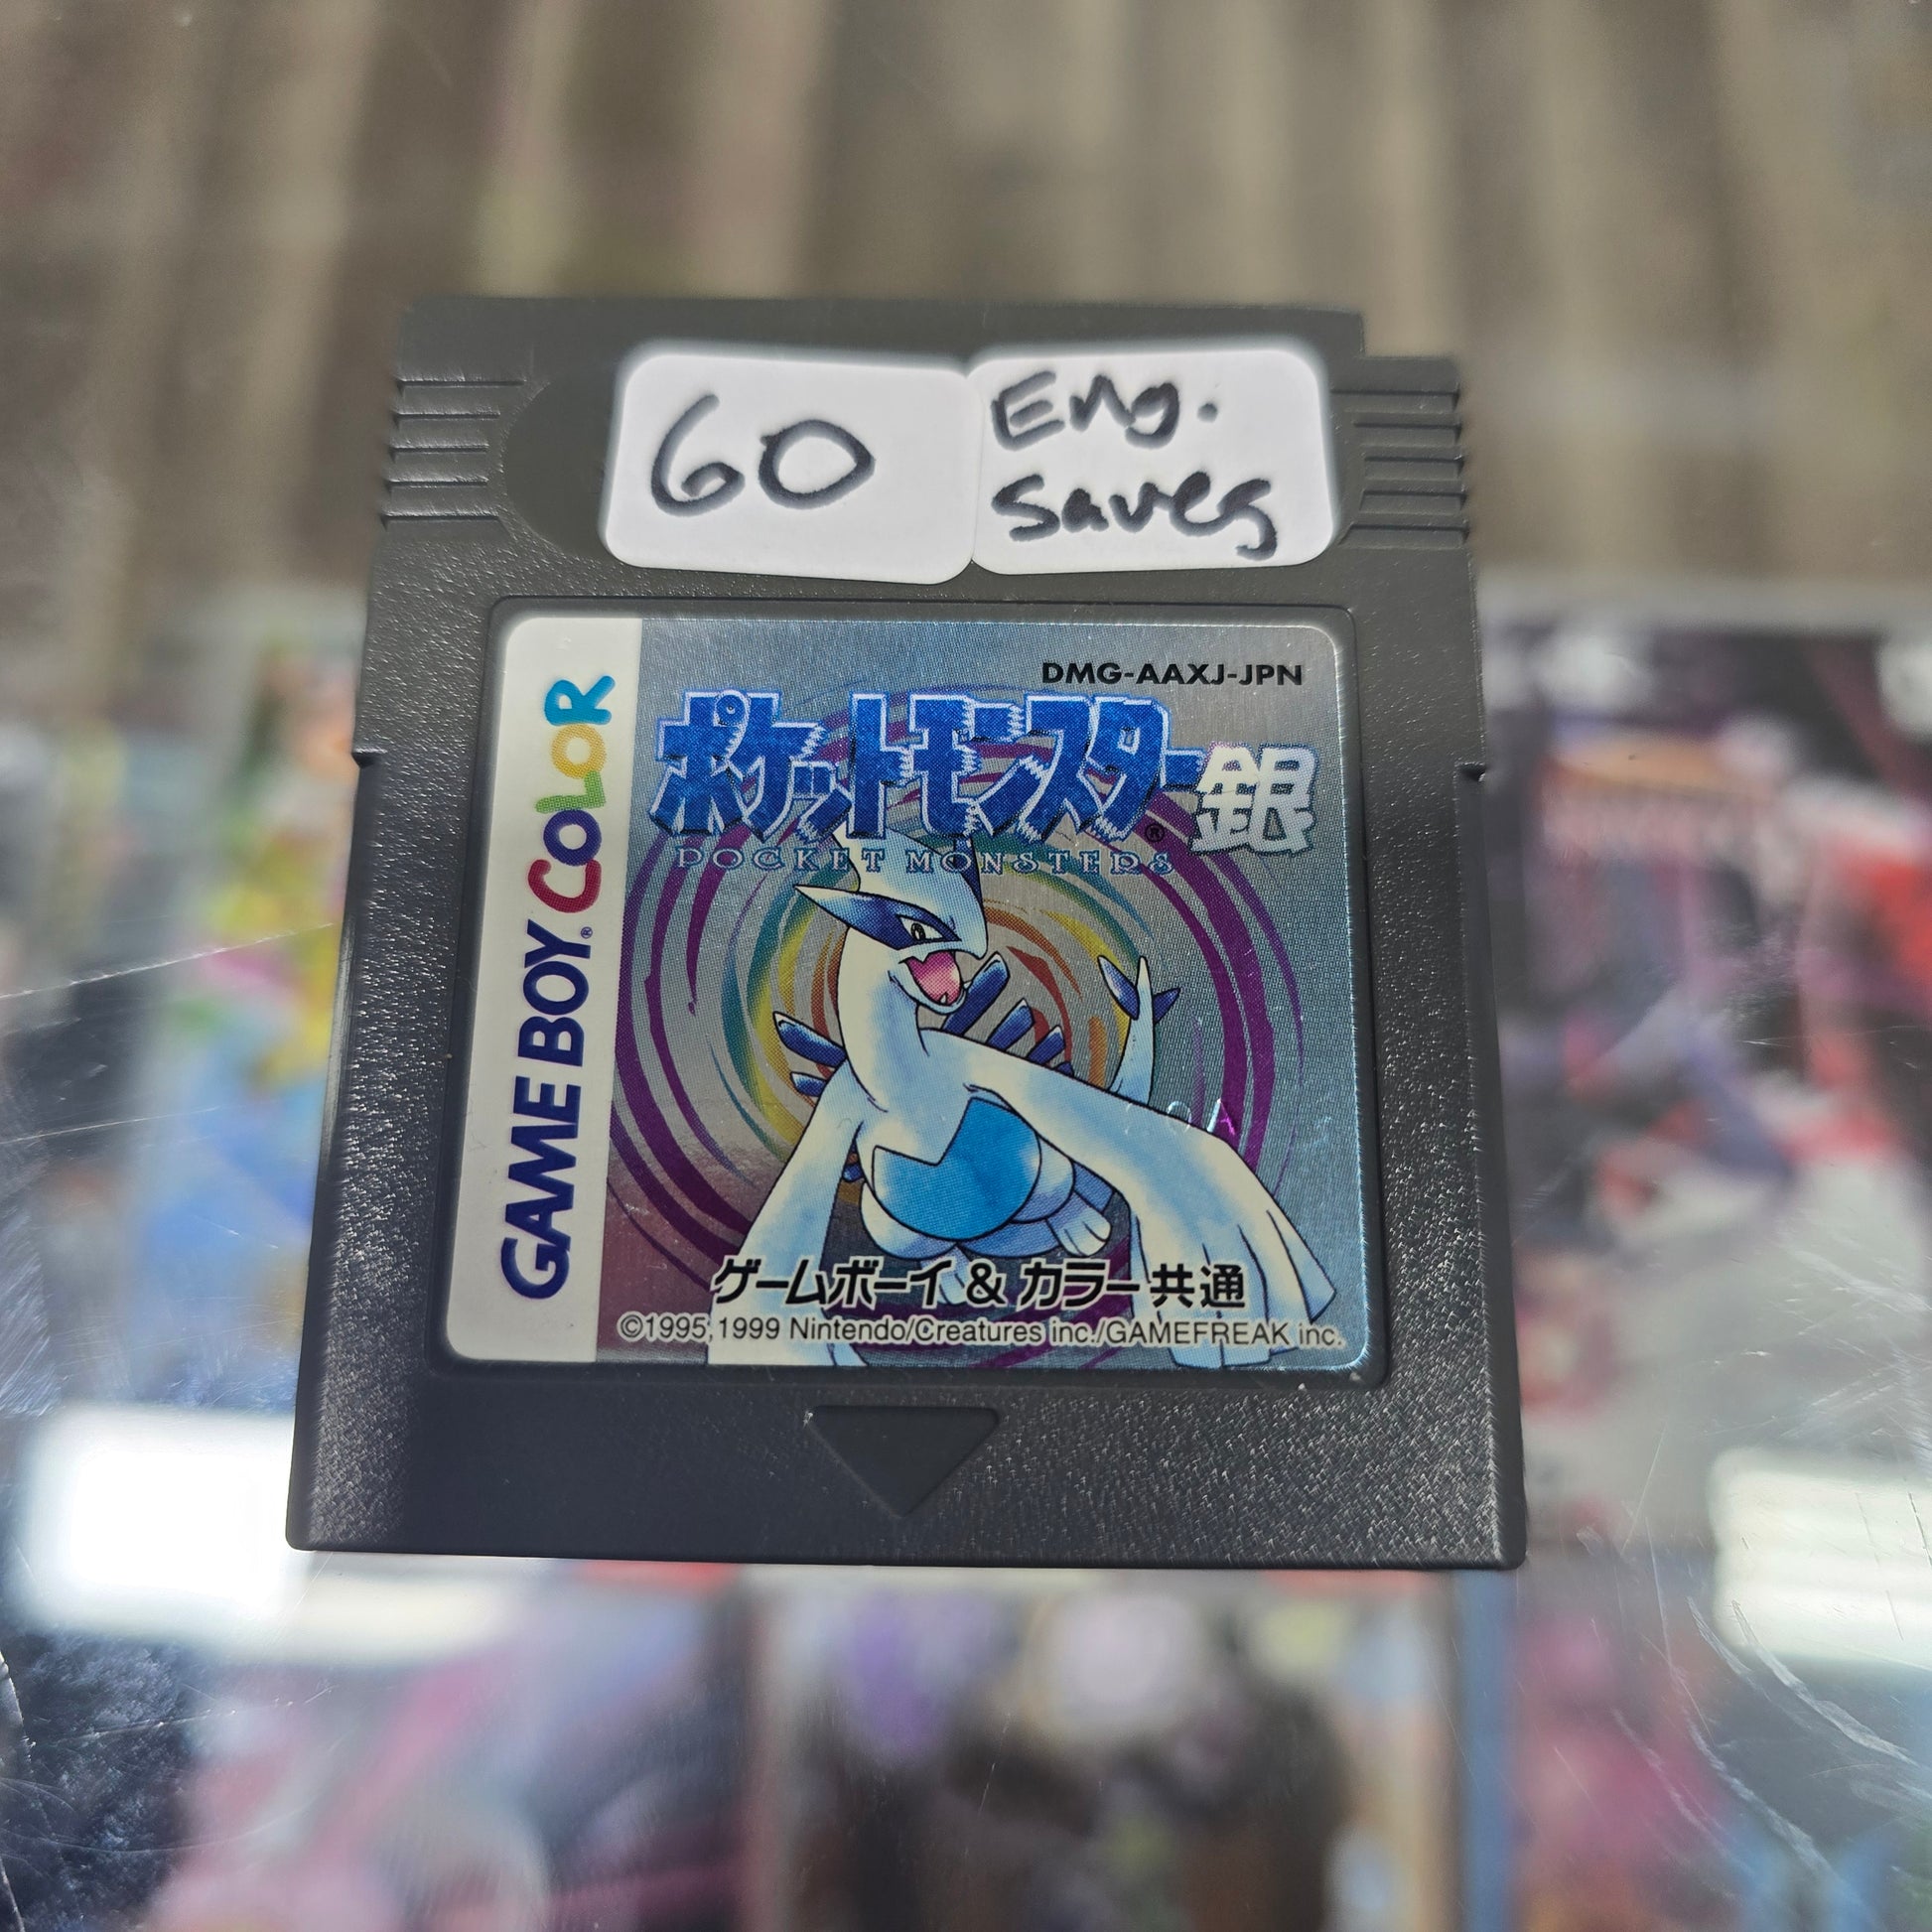 60
Eng.
saves
DMG-AAXJ-JPN
ポケットモンスター銀
POCKET MONSTERS
GAME BOY COLOR
ゲームボーイ & カラー共通
©1995,1999 Nintendo/Creatures inc./GAMEFREAK inc.